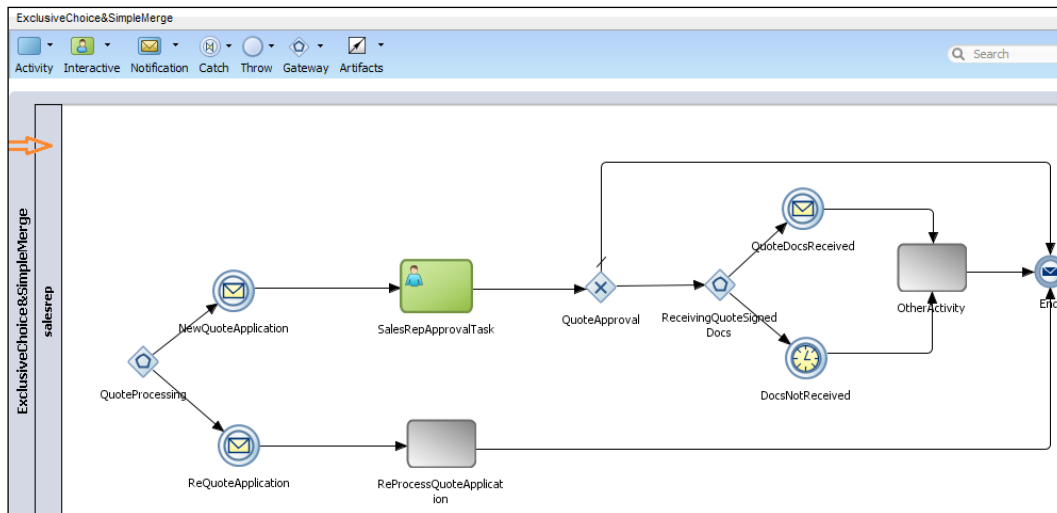 ExclusiveChoice&SimpleMerge
Activity Interactive Notification Catch Throw Gateway Artifacts
Search
ExclusiveChoice&SimpleMerge
salesrep
QuoteDocsReceived
NewQuoteApplication
SalesRepApprovalTask
QuoteApproval
ReceivingQuoteSigned
Docs
OtherActivity
End
QuoteProcessing
DocsNotReceived
ReQuoteApplication
ReProcessQuoteApplicat
ion